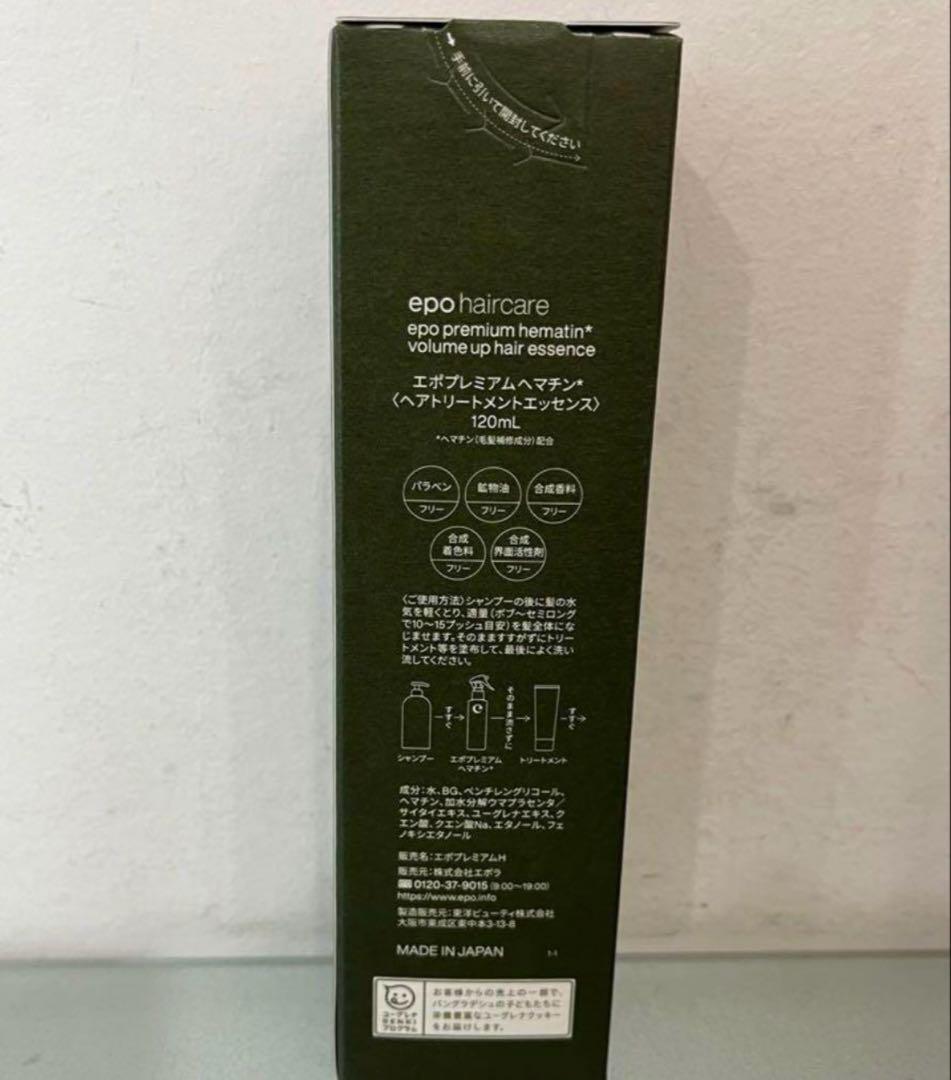 手前に引いて開封してください
epo haircare
epo premium hematin*
volume up hair essence
エポプレミアムヘマチン*
〈ヘアトリートメントエッセンス〉
120mL
*ヘマチン(毛髪補修成分)配合
パラベン
フリー
鉱物油
フリー
合成香料
フリー
合成
着色料
フリー
合成
界面活性剤
フリー
〈ご使用方法〉シャンプーの後に髪の水
気を軽くとり、適量(ボブ〜セミロング
で10〜15プッシュ目安)を髪全体にな
じませます。そのまますすがずにトリー
トメント等を塗布して、最後によく洗い
流してください。
すすぐ
そのまま流さずに
すすぐ
シャンプー
エポプレミアム
ヘマチン*
トリートメント
成分:水、BG、ペンチレングリコール、
ヘマチン、加水分解ウマプラセンタ/
サイタイエキス、ユーグレナエキス、ク
エン酸、クエン酸Na、エタノール、フェ
ノキシエタノール
販売名:エポプレミアムH
販売元:株式会社エポラ
0120-37-9015 (9:00〜19:00)
https://www.epo.info
製造販売元:東洋ビューティ株式会社
大阪市東成区東中本3-13-8
MADE IN JAPAN
1-1
ユーグレナ
GENKI
プログラム
お客様からの売上の一部で、
バングラデシュの子どもたちに
栄養豊富なユーグレナクッキー
をお届けします。